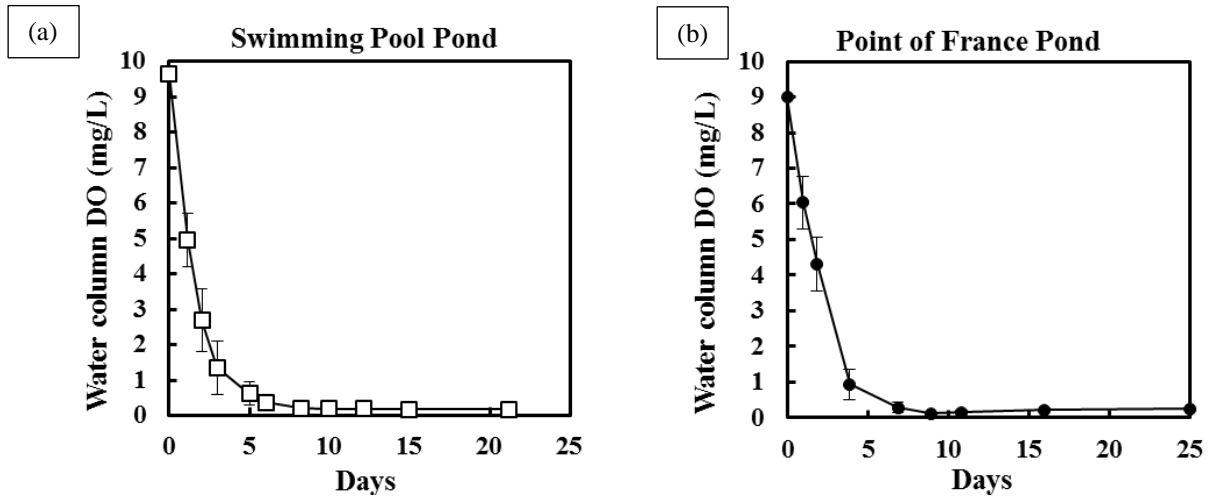 (a)
Swimming Pool Pond
Water column DO (mg/L)
10
9
8
7
6
5
4
3
2
1
0
0 5 10 15 20 25
Days
(b)
Point of France Pond
Water column DO (mg/L)
10
9
8
7
6
5
4
3
2
1
0
0 5 10 15 20 25
Days